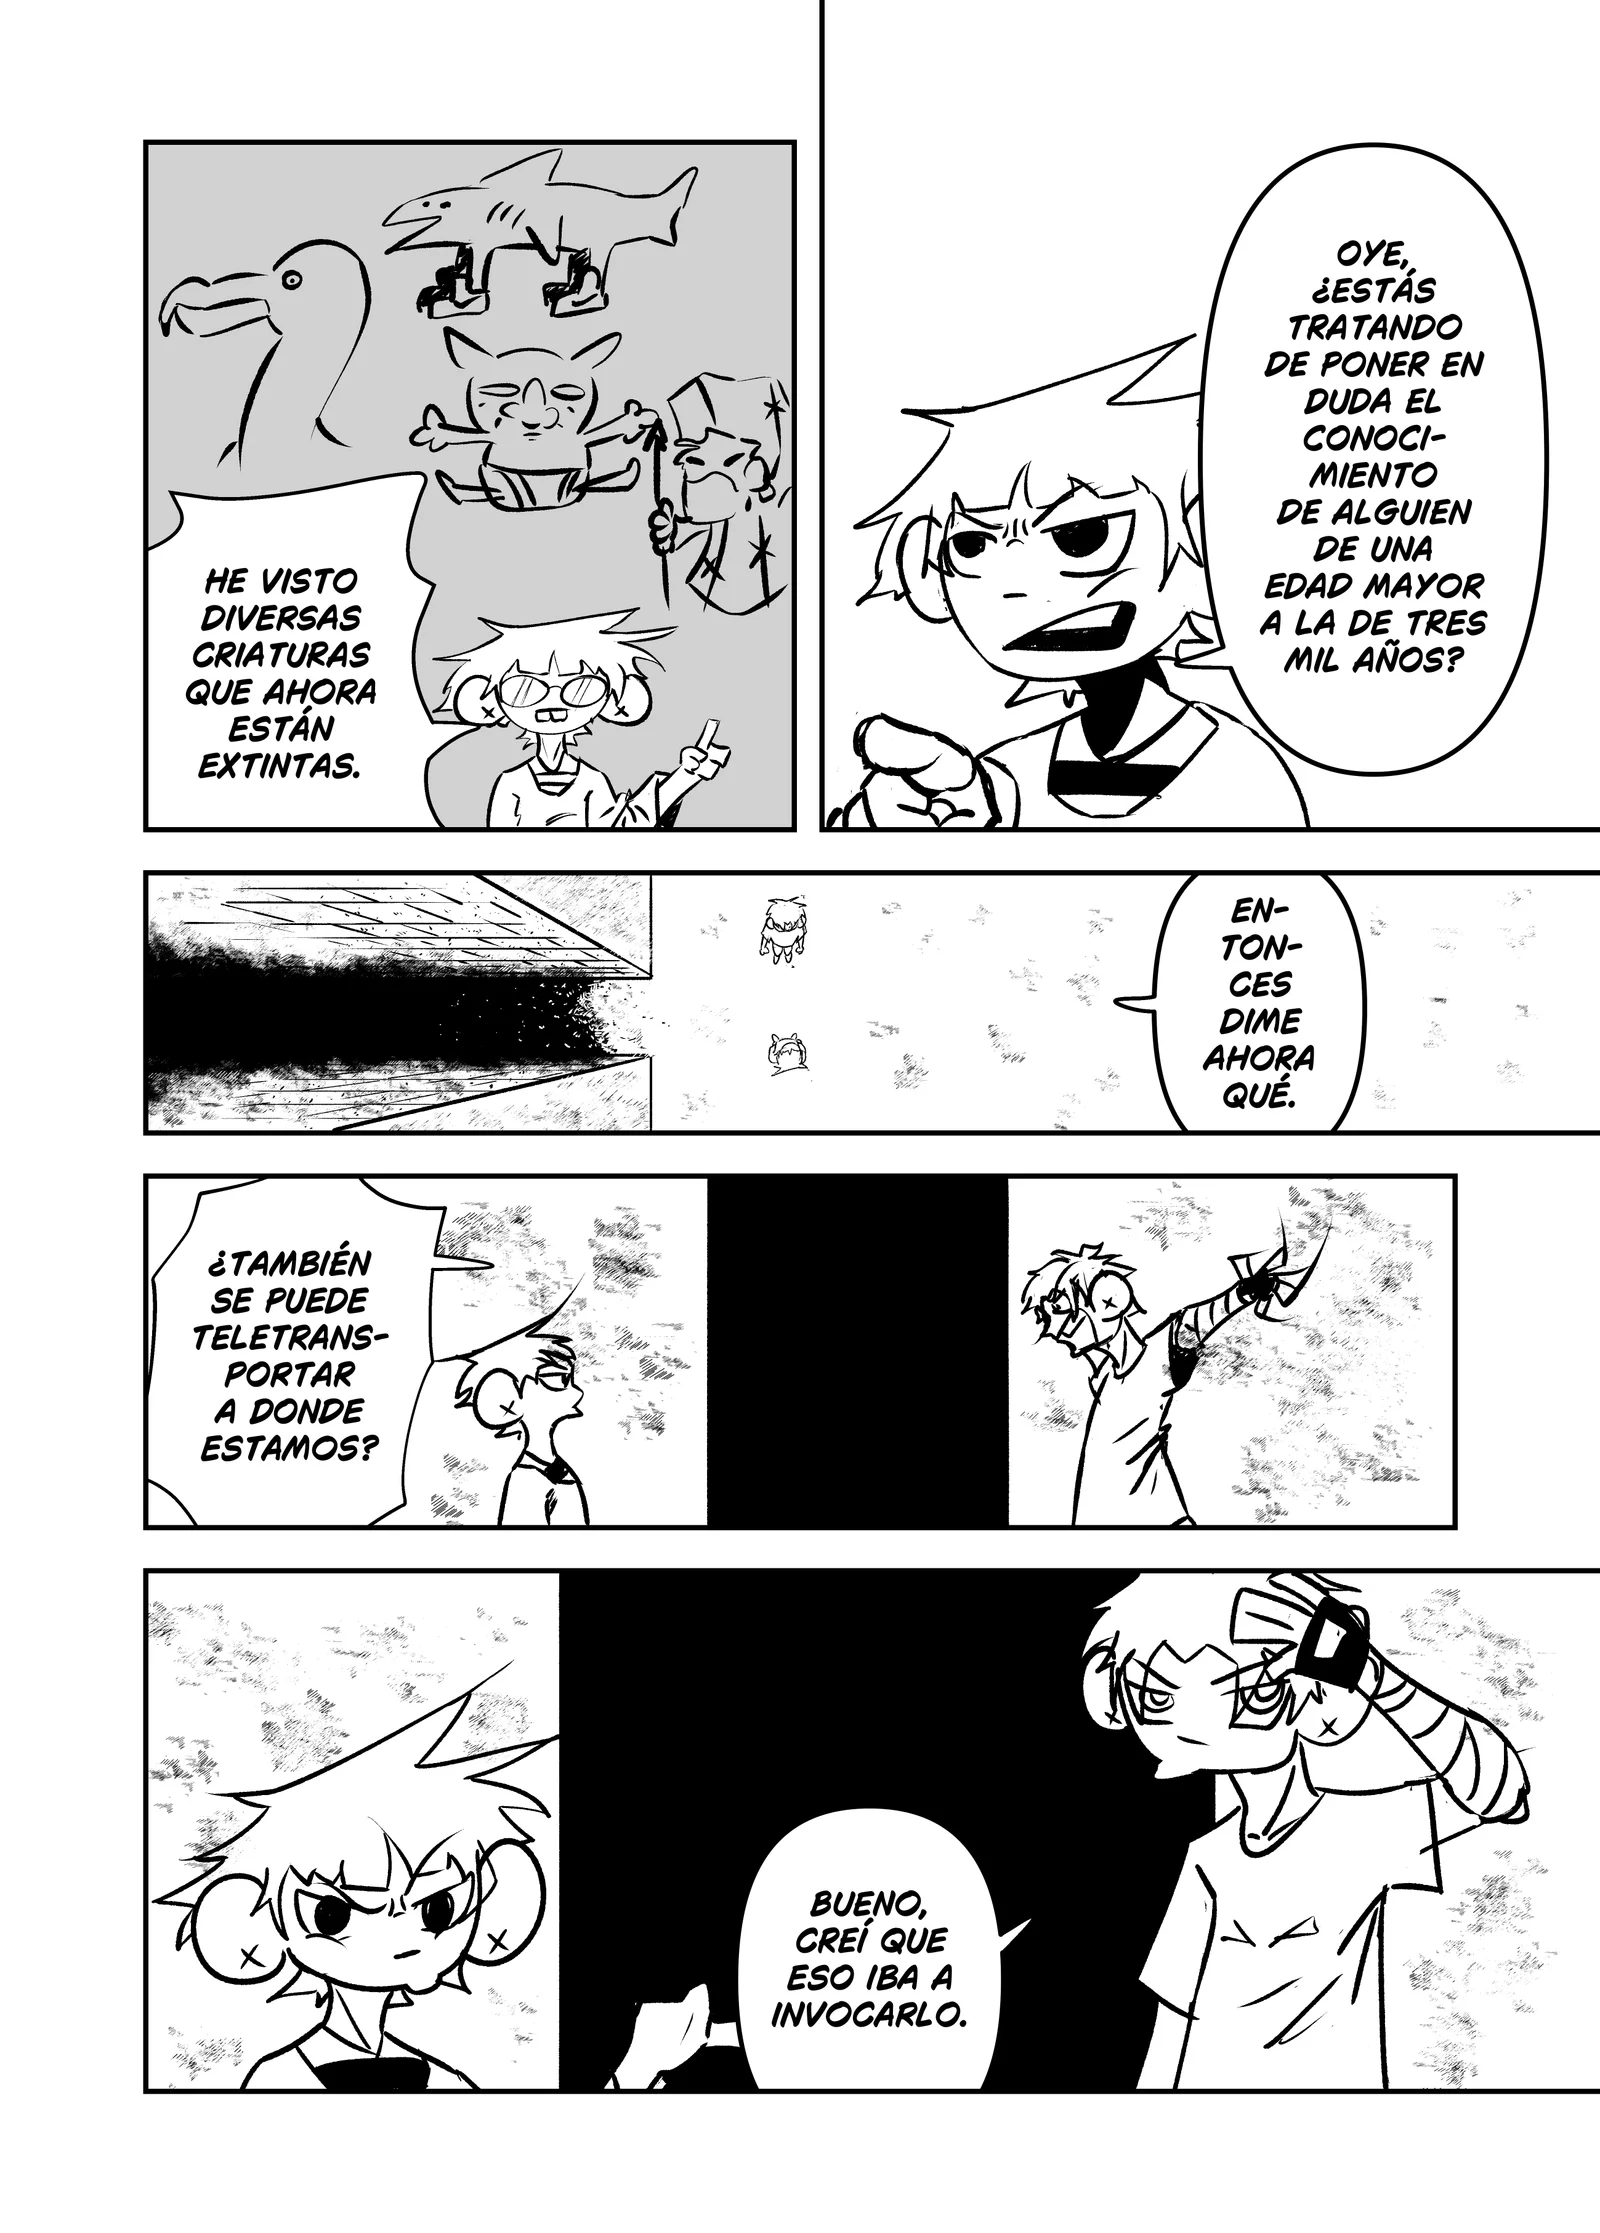 OYE,
¿ESTÁS
TRATANDO
DE PONER EN
DUDA EL
CONOCI-
MIENTO
DE ALGUIEN
DE UNA
EDAD MAYOR
A LA DE TRES
MIL AÑOS?
HE VISTO
DIVERSAS
CRIATURAS
QUE AHORA
ESTÁN
EXTINTAS.
EN-
TON-
CES
DIME
AHORA
QUÉ.
¿TAMBIÉN
SE PUEDE
TELETRANS-
PORTAR
A DONDE
ESTAMOS?
BUENO,
CREÍ QUE
ESO IBA A
INVOCARLO.